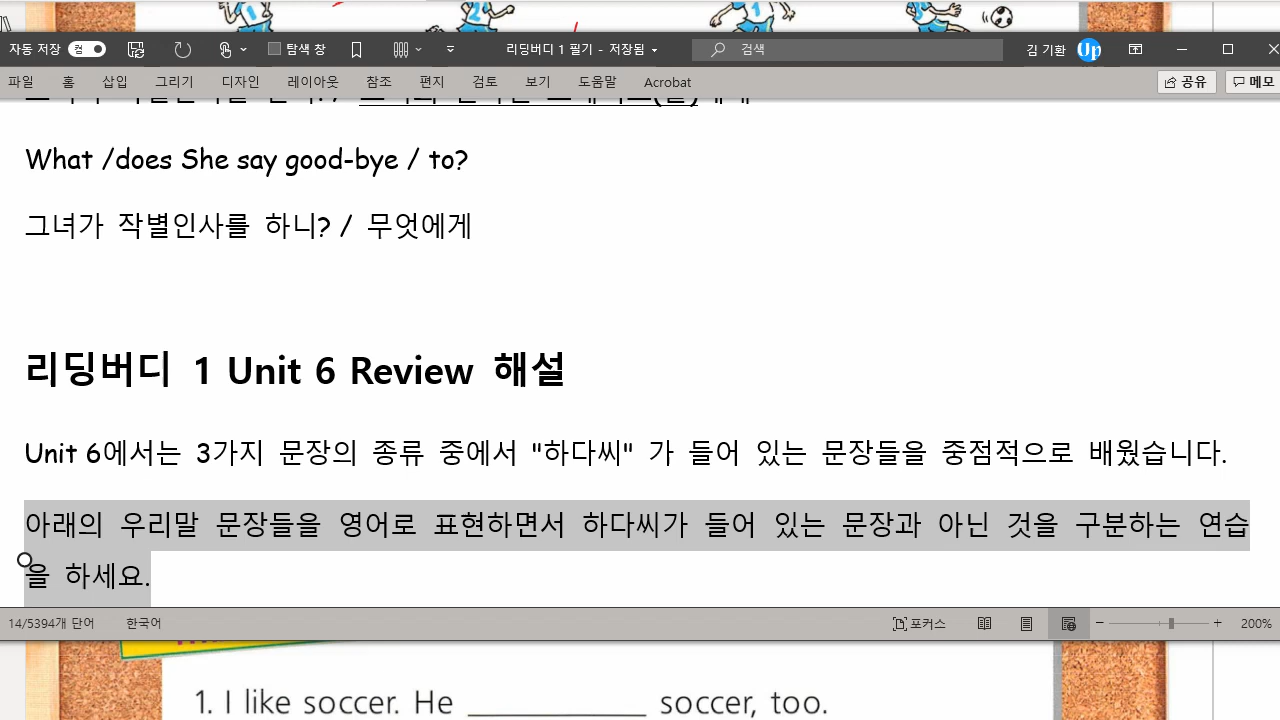 자동 저장 컴 탐색 창 리딩버디 1 필기 - 저장됨 검색 김 기환 Up
파일 홈 삽입 그리기 디자인 레이아웃 참조 편지 검토 보기 도움말 Acrobat 공유 메모
What /does She say good-bye / to?
그녀가 작별인사를 하니? / 무엇에게
리딩버디 1 Unit 6 Review 해설
Unit 6에서는 3가지 문장의 종류 중에서 "하다씨" 가 들어 있는 문장들을 중점적으로 배웠습니다.
아래의 우리말 문장들을 영어로 표현하면서 하다씨가 들어 있는 문장과 아닌 것을 구분하는 연습
을 하세요.
14/5394개 단어 한국어 포커스 - + 200%
1. I like soccer. He ____________ soccer, too.